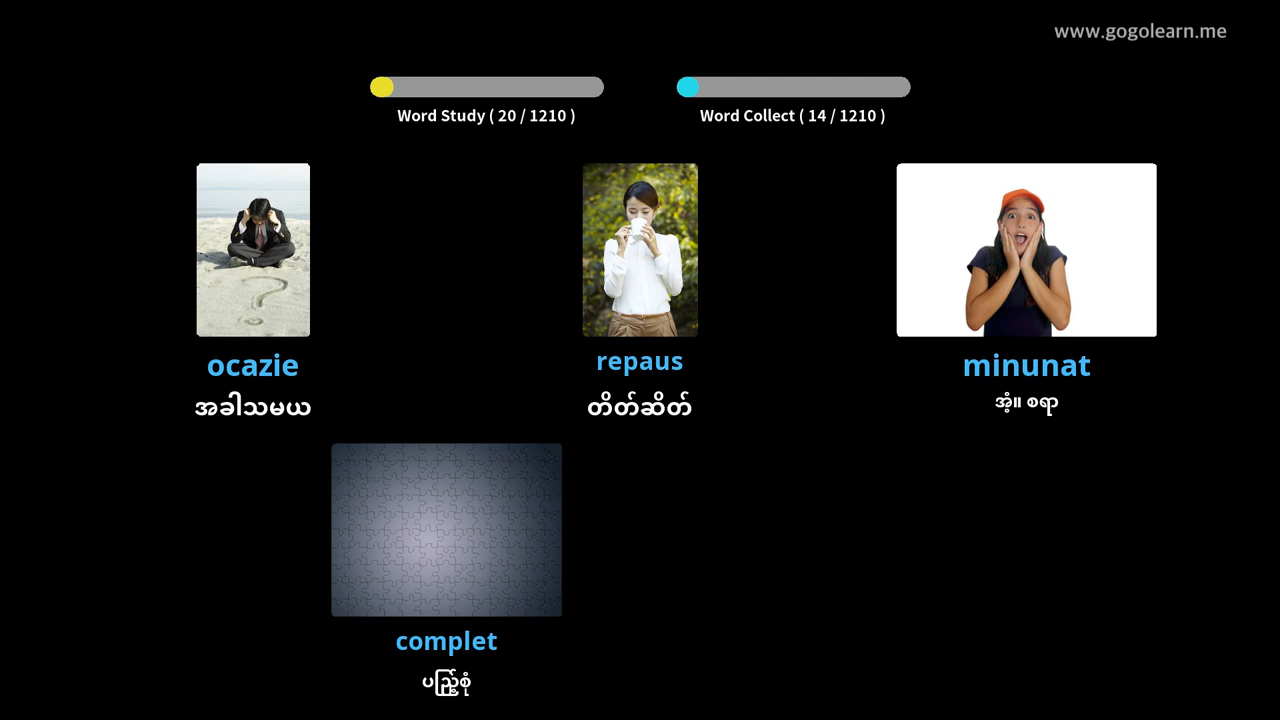 www.gogolearn.me
Word Study ( 20 / 1210 )
Word Collect ( 14 / 1210 )
ocazie
အခါသမယ
repaus
တိတ်ဆိတ်
minunat
အံ့။ စရာ
complet
ပြည့်စုံ